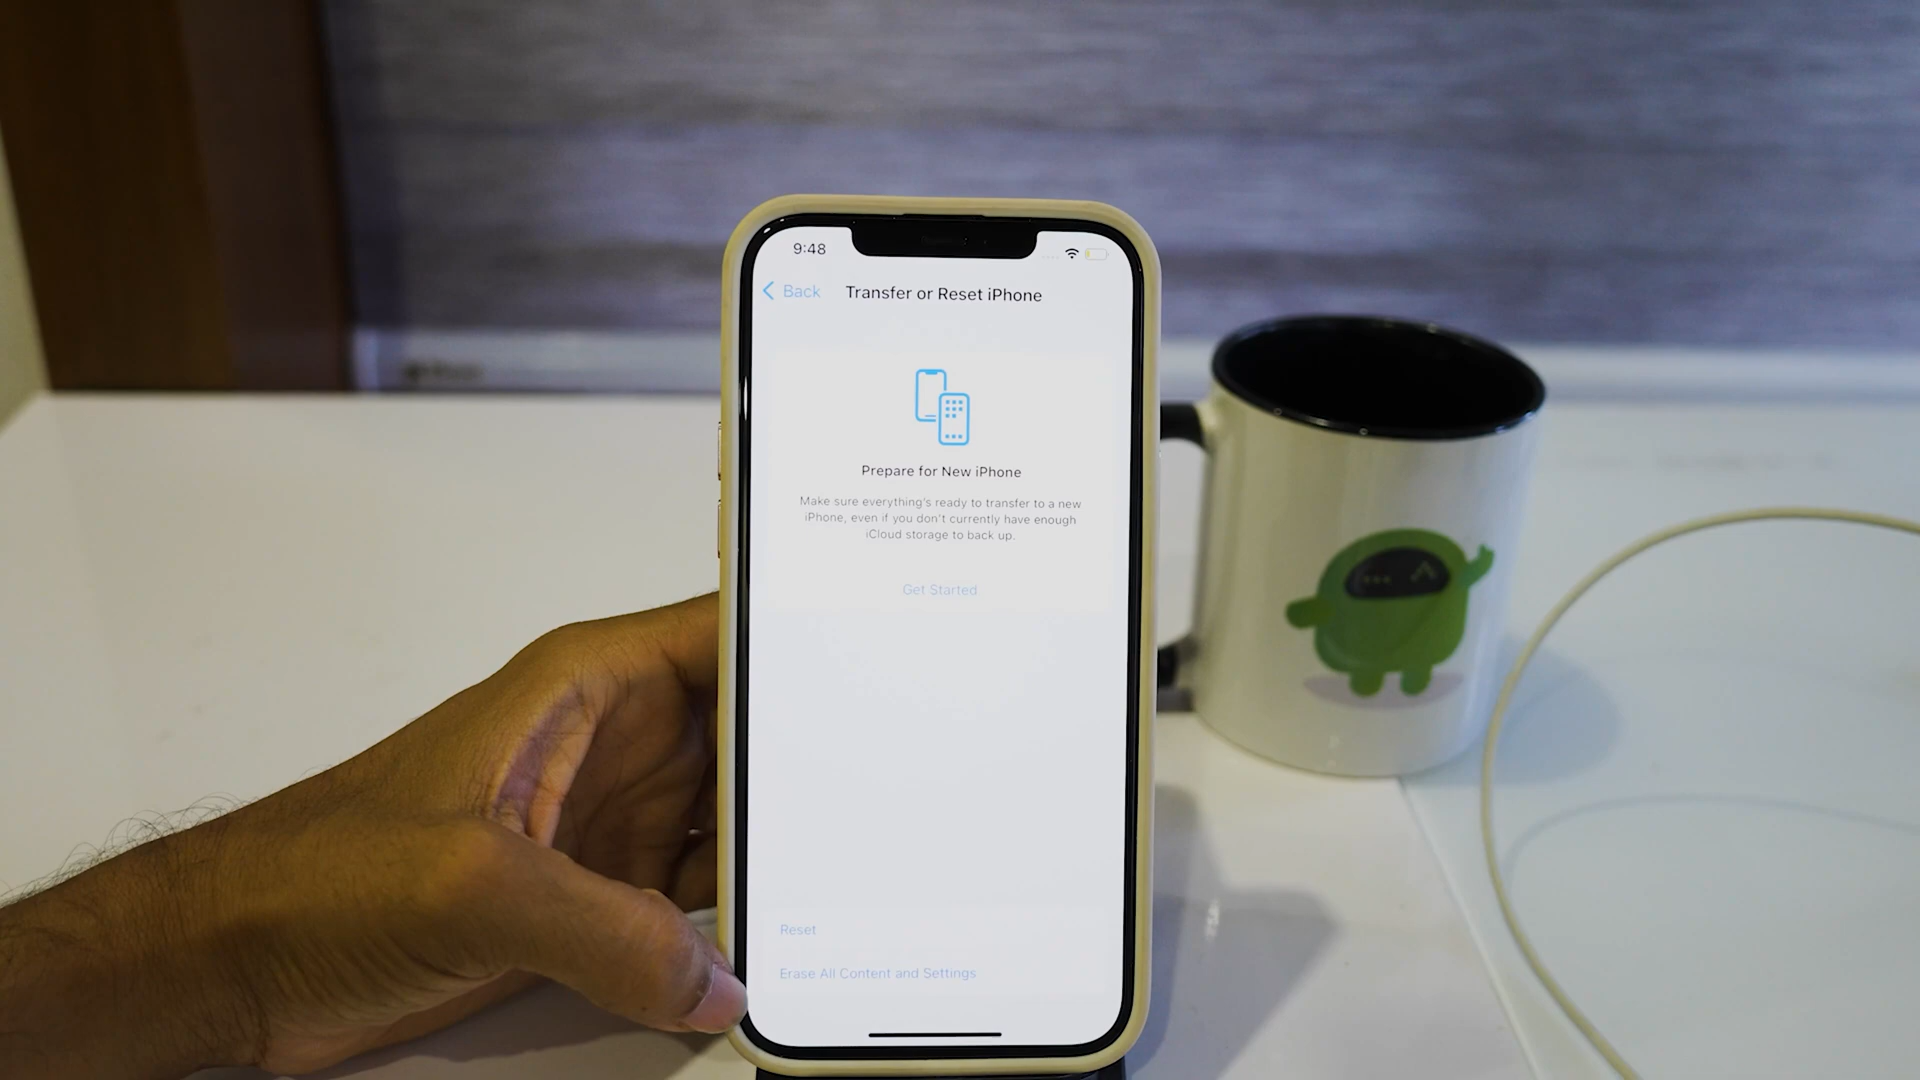 9:48
Back
Transfer or Reset iPhone
Prepare for New iPhone
Make sure everything's ready to transfer to a new
iPhone, even if you don't currently have enough
iCloud storage to back up.
Get Started
Reset
Erase All Content and Settings